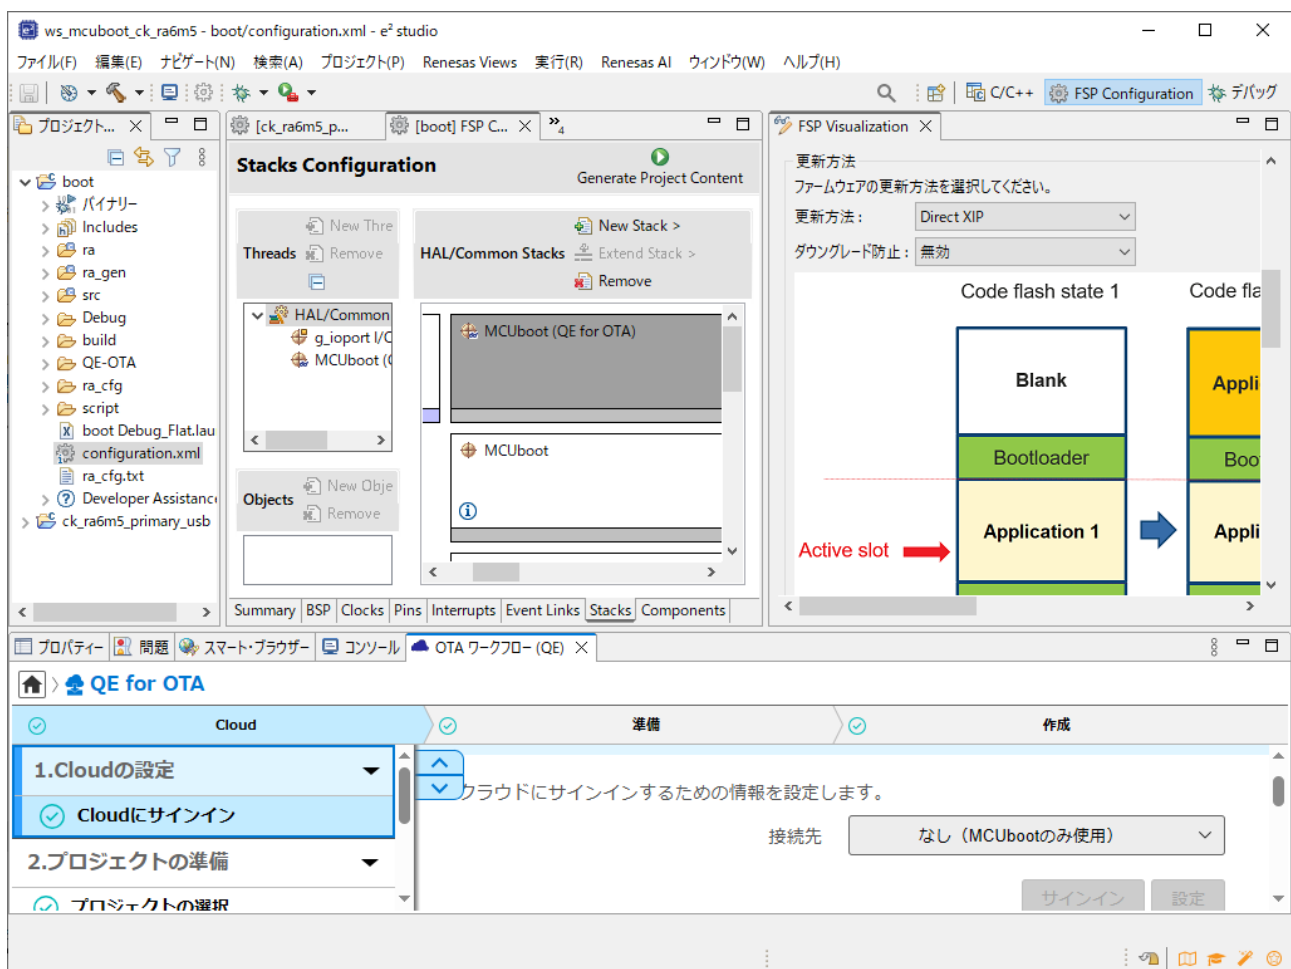 ws_mcuboot_ck_ra6m5 - boot/configuration.xml - e² studio
ファイル(F) 編集(E) ナビゲート(N) 検索(A) プロジェクト(P) Renesas Views 実行(R) Renesas AI ウィンドウ(W) ヘルプ(H)
C/C++ FSP Configuration デバッグ
プロジェクト...
boot
バイナリー
Includes
ra
ra_gen
src
Debug
build
QE-OTA
ra_cfg
script
boot Debug_Flat.lau
configuration.xml
ra_cfg.txt
Developer Assistanc
ck_ra6m5_primary_usb
[ck_ra6m5_p...
[boot] FSP C...
4
Stacks Configuration
Generate Project Content
Threads
New Thre
Remove
HAL/Common Stacks
New Stack >
Extend Stack >
Remove
HAL/Common
g_ioport I/C
MCUboot (
Objects
New Obje
Remove
MCUboot (QE for OTA)
MCUboot
Summary BSP Clocks Pins Interrupts Event Links Stacks Components
FSP Visualization
更新方法
ファームウェアの更新方法を選択してください。
更新方法: Direct XIP
ダウングレード防止: 無効
Code flash state 1 Code fla
Blank Appli
Bootloader Boo
Application 1 Appli
Active slot
プロパティー 問題 スマート・ブラウザー コンソール OTA ワークフロー (QE)
QE for OTA
Cloud 準備 作成
1.Cloudの設定
Cloudにサインイン
2.プロジェクトの準備
プロジェクトの選択
クラウドにサインインするための情報を設定します。
接続先 なし（MCUbootのみ使用）
サインイン 設定